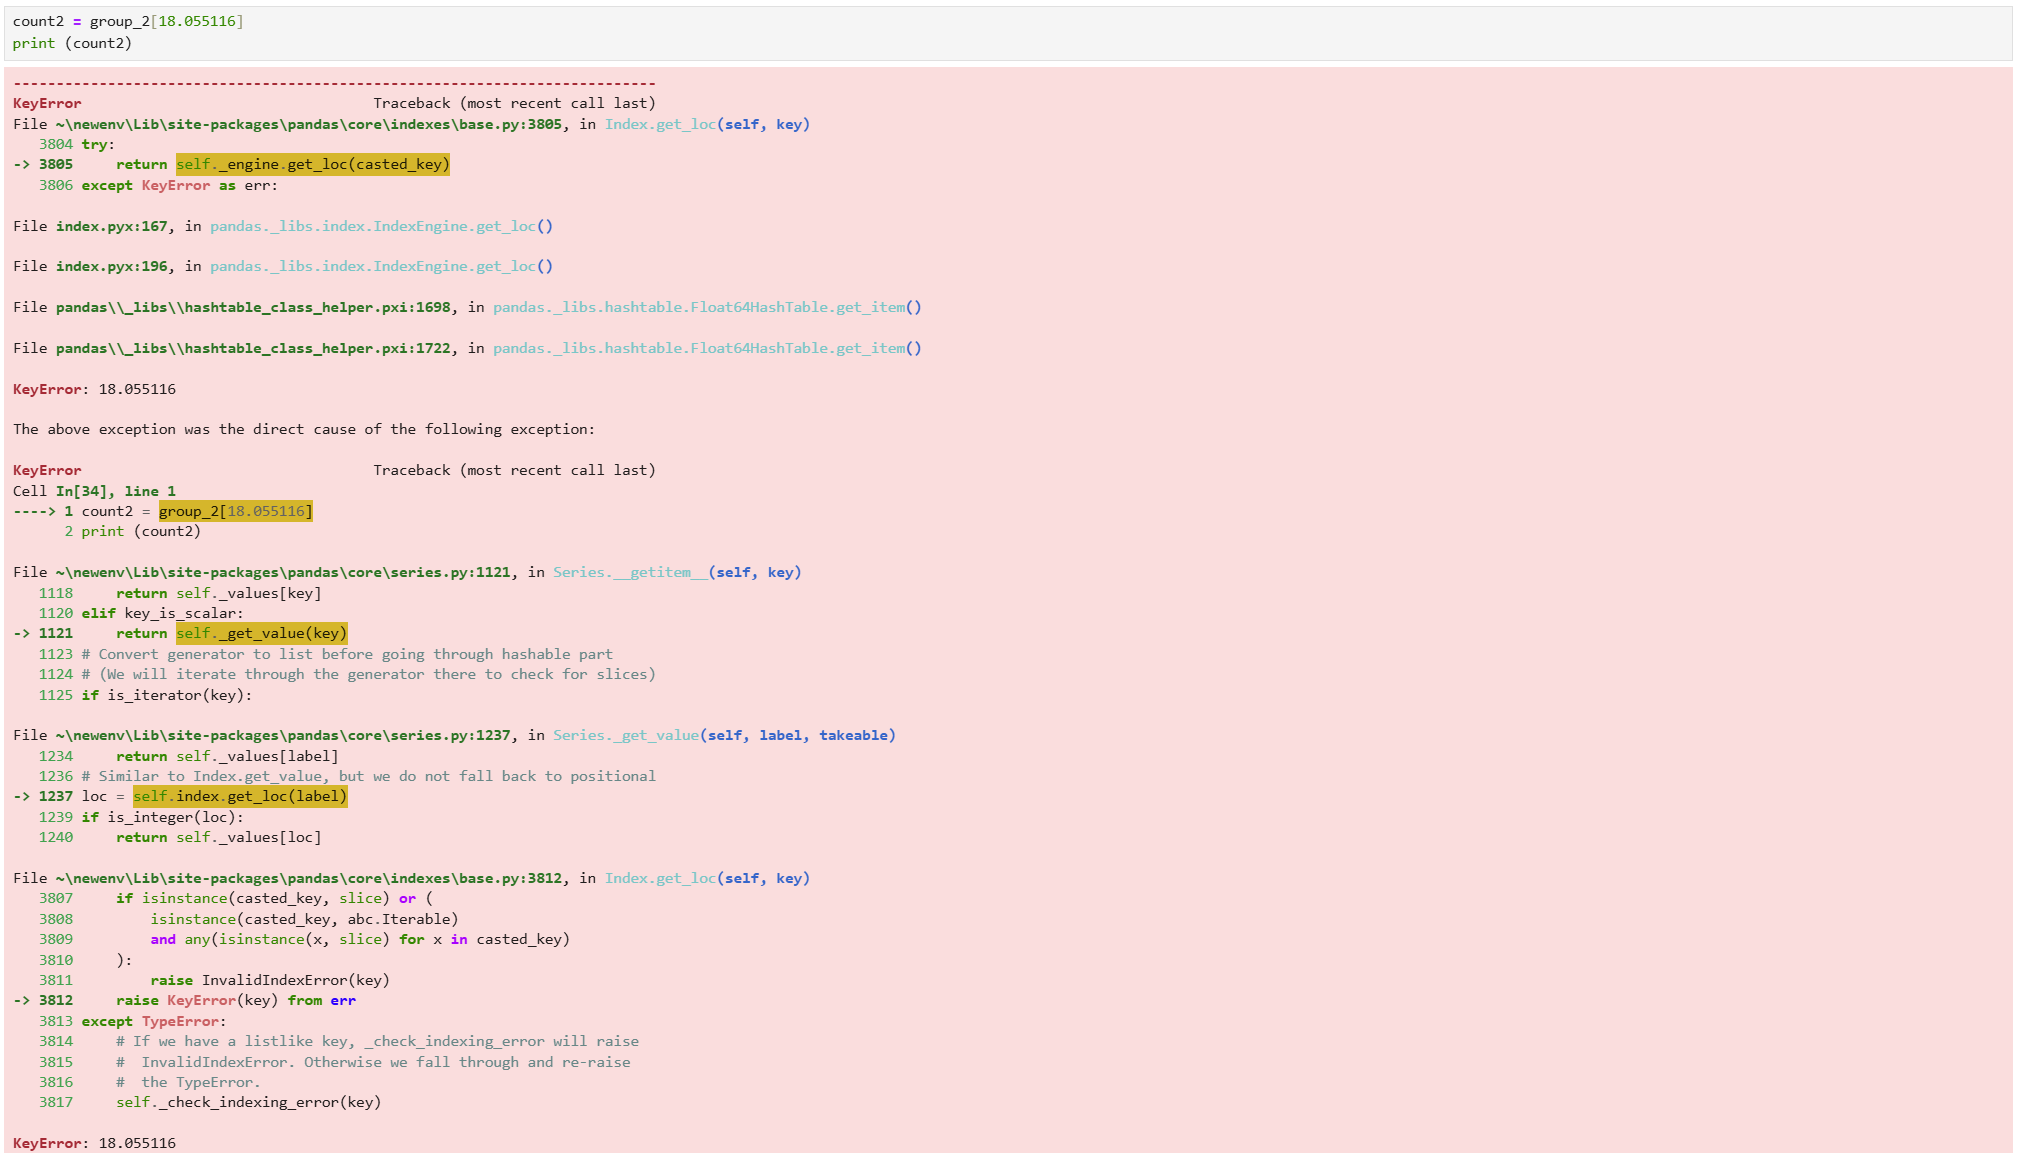 count2 = group_2[18.055116]
print (count2)
---------------------------------------------------------------------------
KeyError                                  Traceback (most recent call last)
File ~\newenv\Lib\site-packages\pandas\core\indexes\base.py:3805, in Index.get_loc(self, key)
   3804 try:
-> 3805     return self._engine.get_loc(casted_key)
   3806 except KeyError as err:
File index.pyx:167, in pandas._libs.index.IndexEngine.get_loc()
File index.pyx:196, in pandas._libs.index.IndexEngine.get_loc()
File pandas\\_libs\\hashtable_class_helper.pxi:1698, in pandas._libs.hashtable.Float64HashTable.get_item()
File pandas\\_libs\\hashtable_class_helper.pxi:1722, in pandas._libs.hashtable.Float64HashTable.get_item()
KeyError: 18.055116
The above exception was the direct cause of the following exception:
KeyError                                  Traceback (most recent call last)
Cell In[34], line 1
----> 1 count2 = group_2[18.055116]
      2 print (count2)
File ~\newenv\Lib\site-packages\pandas\core\series.py:1121, in Series.__getitem__(self, key)
   1118     return self._values[key]
   1120 elif key_is_scalar:
-> 1121     return self._get_value(key)
   1123 # Convert generator to list before going through hashable part
   1124 # (We will iterate through the generator there to check for slices)
   1125 if is_iterator(key):
File ~\newenv\Lib\site-packages\pandas\core\series.py:1237, in Series._get_value(self, label, takeable)
   1234     return self._values[label]
   1236 # Similar to Index.get_value, but we do not fall back to positional
-> 1237 loc = self.index.get_loc(label)
   1239 if is_integer(loc):
   1240     return self._values[loc]
File ~\newenv\Lib\site-packages\pandas\core\indexes\base.py:3812, in Index.get_loc(self, key)
   3807     if isinstance(casted_key, slice) or (
   3808         isinstance(casted_key, abc.Iterable)
   3809         and any(isinstance(x, slice) for x in casted_key)
   3810     ):
   3811         raise InvalidIndexError(key)
-> 3812     raise KeyError(key) from err
   3813 except TypeError:
   3814     # If we have a listlike key, _check_indexing_error will raise
   3815     #  InvalidIndexError. Otherwise we fall through and re-raise
   3816     #  the TypeError.
   3817     self._check_indexing_error(key)
KeyError: 18.055116